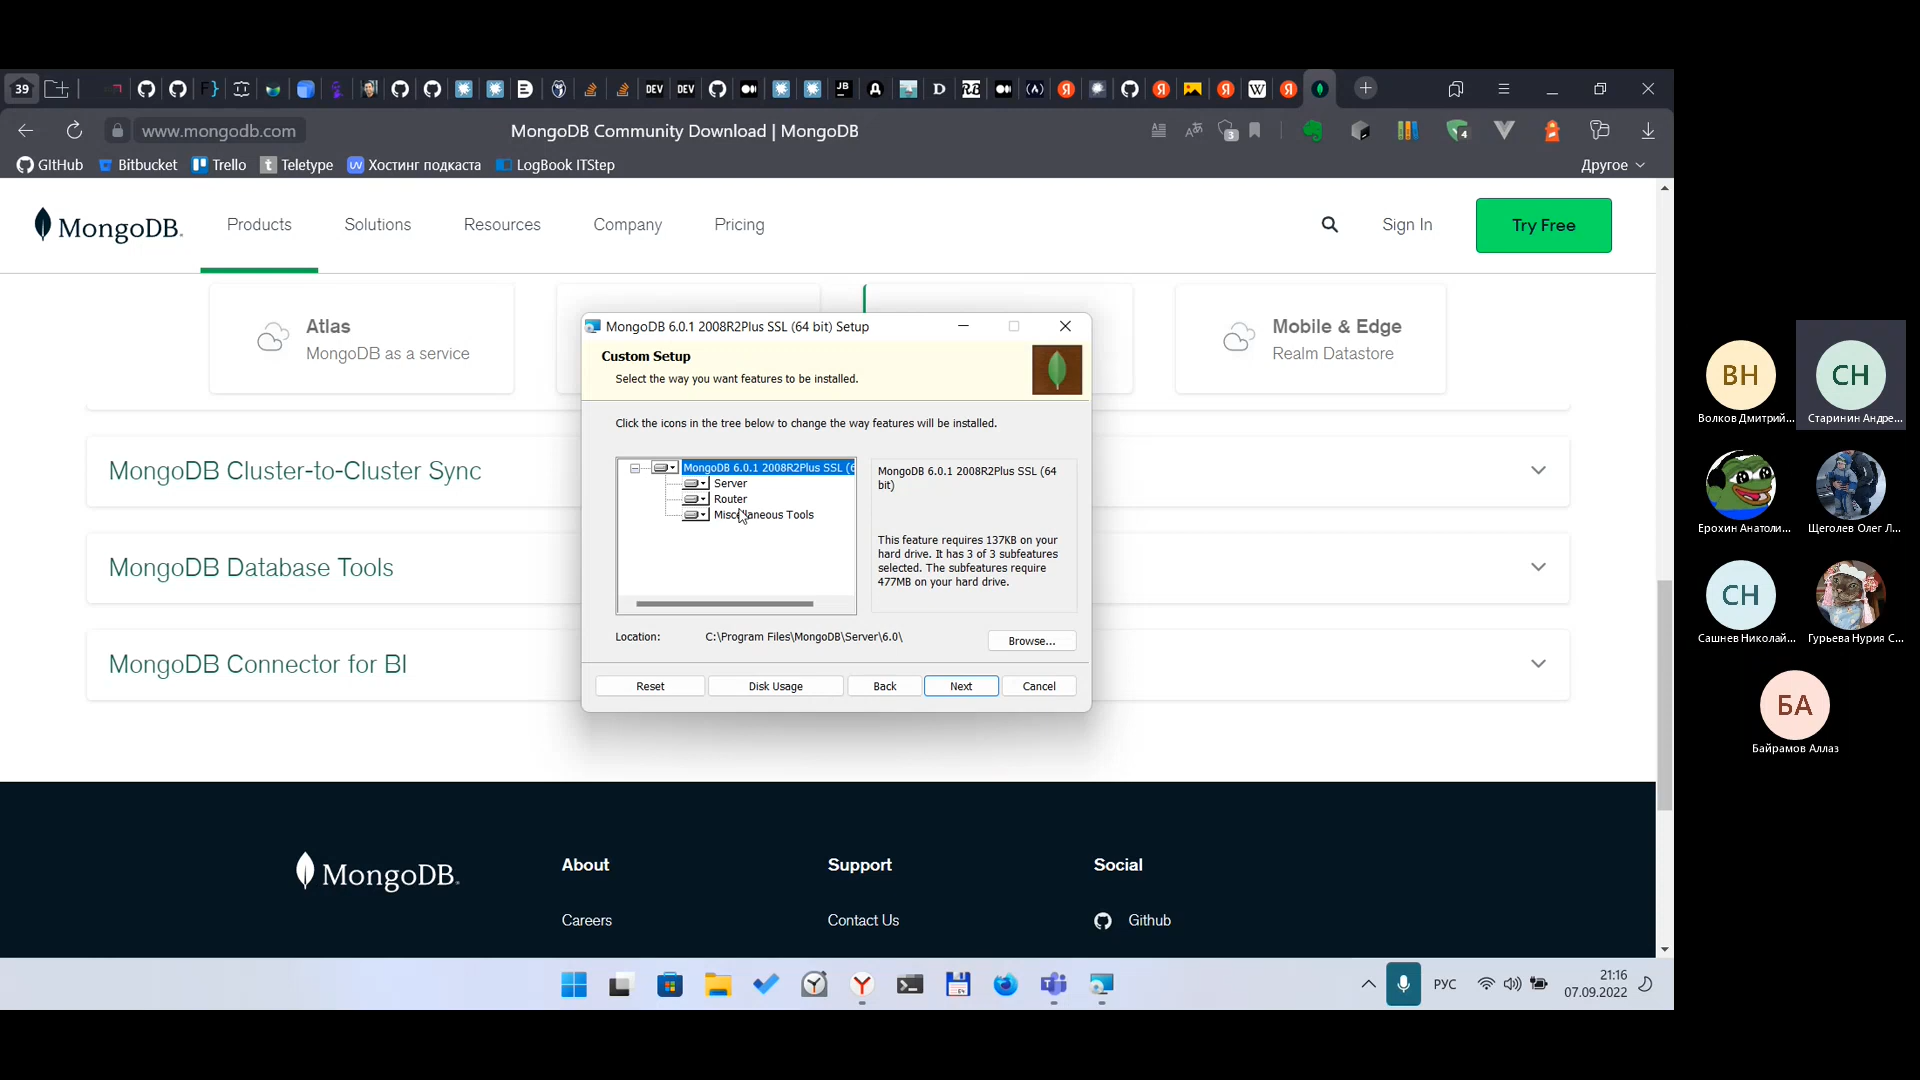 39
DEV
DEV
JB
www.mongodb.com
MongoDB Community Download | MongoDB
3
4
GItHub
Bitbucket
Trello
Teletype
Хостинг подкаста
LogBook ITStep
Другое
MongoDB.
Products
Solutions
Resources
Company
Pricing
Sign In
Try Free
Atlas
MongoDB as a service
Mobile & Edge
Realm Datastore
MongoDB Cluster-to-Cluster Sync
MongoDB Database Tools
MongoDB Connector for BI
MongoDB 6.0.1 2008R2Plus SSL (64 bit) Setup
Custom Setup
Select the way you want features to be installed.
Click the icons in the tree below to change the way features will be installed.
MongoDB 6.0.1 2008R2Plus SSL (6
Server
Router
Miscellaneous Tools
MongoDB 6.0.1 2008R2Plus SSL (64
bit)
This feature requires 137KB on your
hard drive. It has 3 of 3 subfeatures
selected. The subfeatures require
477MB on your hard drive.
Location:
C:\Program Files\MongoDB\Server\6.0\
Browse...
Reset
Disk Usage
Back
Next
Cancel
MongoDB.
About
Support
Social
Careers
Contact Us
Github
РУС
21:16
07.09.2022
ВН
Волков Дмитрий...
СН
Старинин Андре...
Ерохин Анатоли...
Щеголев Олег Л...
СН
Сашнев Николай...
Гурьева Нурия С...
БА
Байрамов Аллаз